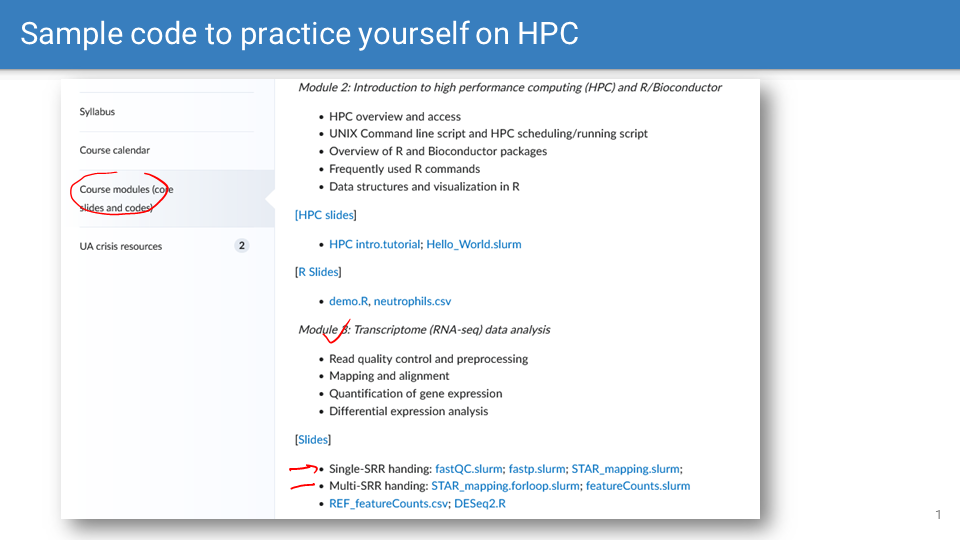 Sample code to practice yourself on HPC
Syllabus
Course calendar
Course modules (core
slides and codes)
UA crisis resources 2
Module 2: Introduction to high performance computing (HPC) and R/Bioconductor
• HPC overview and access
• UNIX Command line script and HPC scheduling/running script
• Overview of R and Bioconductor packages
• Frequently used R commands
• Data structures and visualization in R
[HPC slides]
• HPC intro.tutorial; Hello_World.slurm
[R Slides]
• demo.R, neutrophils.csv
Module 3: Transcriptome (RNA-seq) data analysis
• Read quality control and preprocessing
• Mapping and alignment
• Quantification of gene expression
• Differential expression analysis
[Slides]
• Single-SRR handing: fastQC.slurm; fastp.slurm; STAR_mapping.slurm;
• Multi-SRR handing: STAR_mapping.forloop.slurm; featureCounts.slurm
• REF_featureCounts.csv; DESeq2.R
1